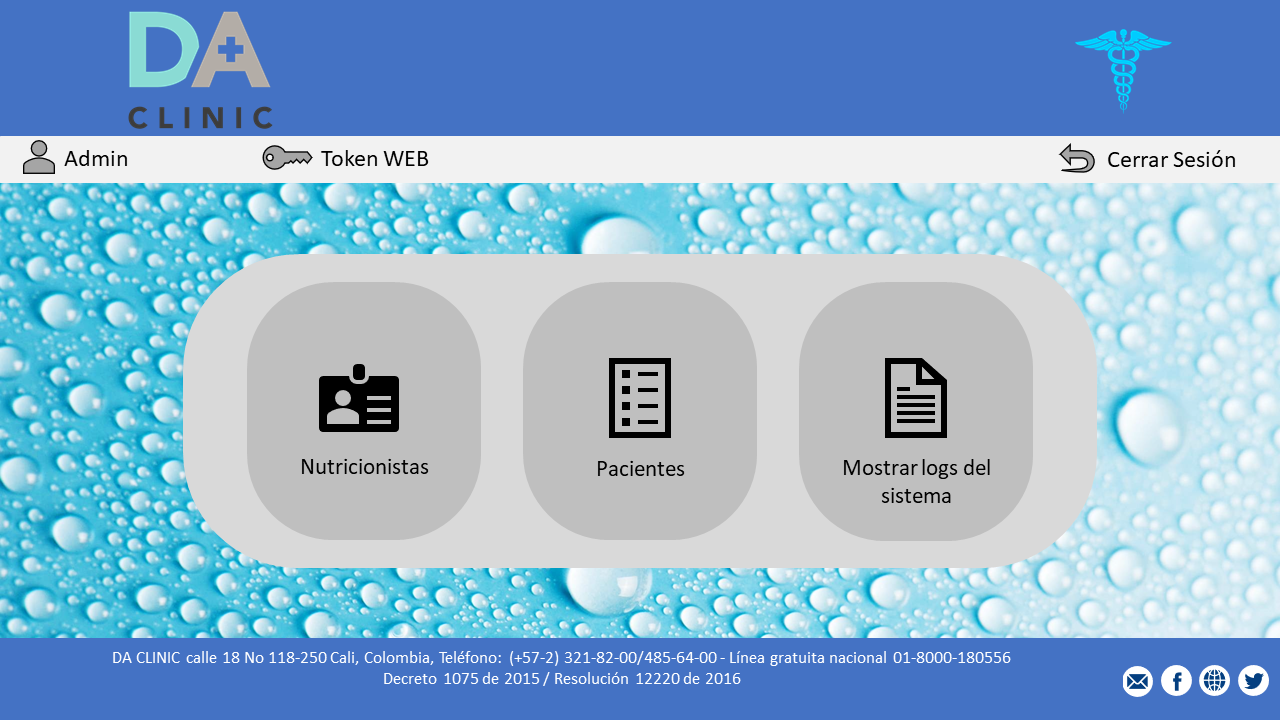 DA
CLINIC
Admin
Token WEB
Cerrar Sesión
Nutricionistas
Pacientes
Mostrar logs del
sistema
DA CLINIC calle 18 No 118-250 Cali, Colombia, Teléfono: (+57-2) 321-82-00/485-64-00 - Línea gratuita nacional 01-8000-180556
Decreto 1075 de 2015 / Resolución 12220 de 2016